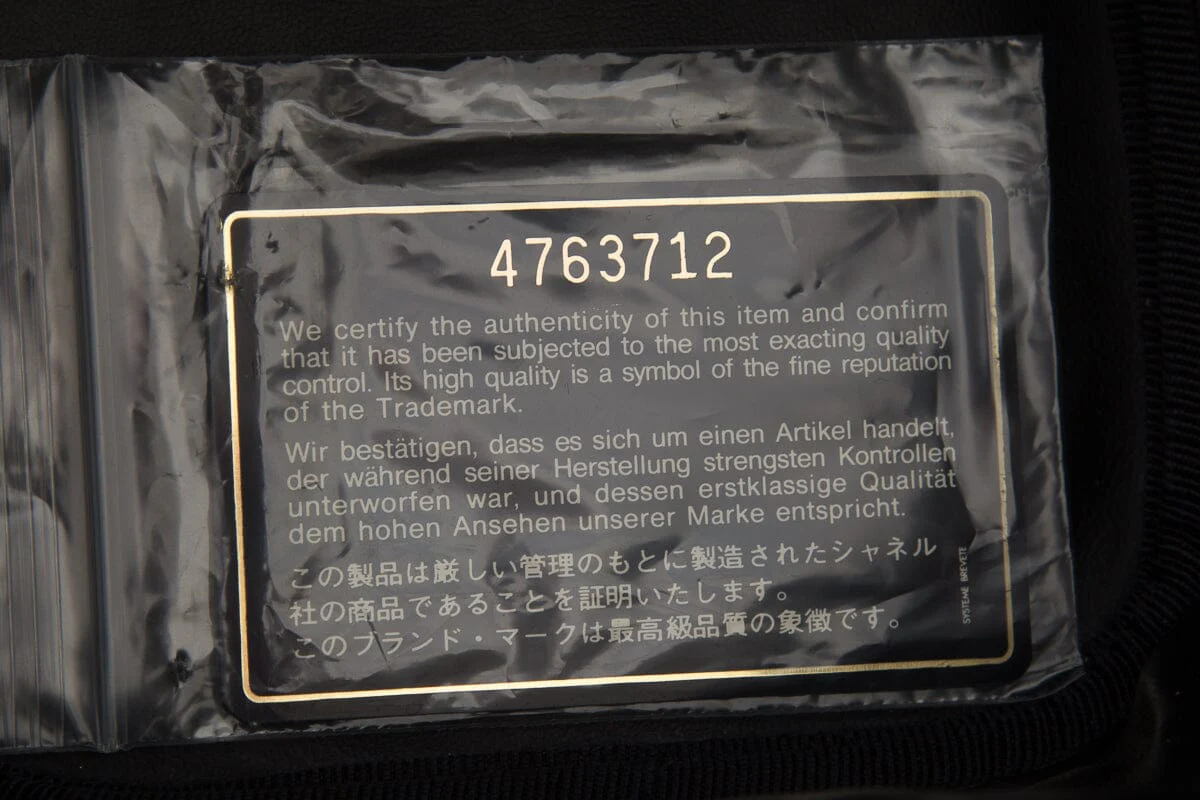 4763712
We certify the authenticity of this item and confirm
that it has been subjected to the most exacting quality
control. Its high quality is a symbol of the fine reputation
of the Trademark.
Wir bestätigen, dass es sich um einen Artikel handelt,
der während seiner Herstellung strengsten Kontrollen
unterworfen war, und dessen erstklassige Qualität
dem hohen Ansehen unserer Marke entspricht.
この製品は厳しい管理のもとに製造されたシャネル
社の商品であることを証明いたします。
このブランド・マークは最高級品質の象徴です。
SYSTEME BREVETE